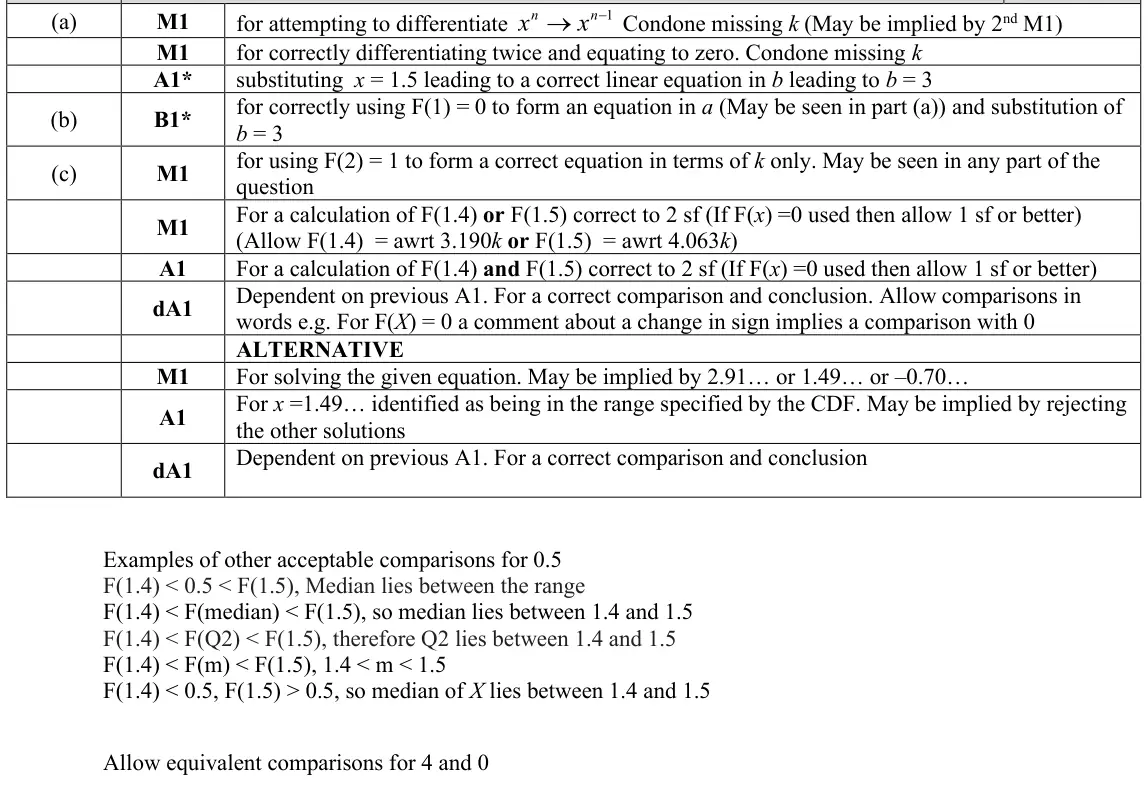 (a) M1 for attempting to differentiate xⁿ → xⁿ⁻¹ Condone missing k (May be implied by 2nd M1)
M1 for correctly differentiating twice and equating to zero. Condone missing k
A1* substituting x = 1.5 leading to a correct linear equation in b leading to b = 3
(b) B1* for correctly using F(1) = 0 to form an equation in a (May be seen in part (a)) and substitution of
b = 3
(c) M1 for using F(2) = 1 to form a correct equation in terms of k only. May be seen in any part of the
question
M1 For a calculation of F(1.4) or F(1.5) correct to 2 sf (If F(x) =0 used then allow 1 sf or better)
(Allow F(1.4) = awrt 3.190k or F(1.5) = awrt 4.063k)
A1 For a calculation of F(1.4) and F(1.5) correct to 2 sf (If F(x) =0 used then allow 1 sf or better)
dA1 Dependent on previous A1. For a correct comparison and conclusion. Allow comparisons in
words e.g. For F(X) = 0 a comment about a change in sign implies a comparison with 0
ALTERNATIVE
M1 For solving the given equation. May be implied by 2.91… or 1.49… or –0.70…
A1 For x =1.49… identified as being in the range specified by the CDF. May be implied by rejecting
the other solutions
dA1 Dependent on previous A1. For a correct comparison and conclusion
Examples of other acceptable comparisons for 0.5
F(1.4) < 0.5 < F(1.5), Median lies between the range
F(1.4) < F(median) < F(1.5), so median lies between 1.4 and 1.5
F(1.4) < F(Q2) < F(1.5), therefore Q2 lies between 1.4 and 1.5
F(1.4) < F(m) < F(1.5), 1.4 < m < 1.5
F(1.4) < 0.5, F(1.5) > 0.5, so median of X lies between 1.4 and 1.5
Allow equivalent comparisons for 4 and 0